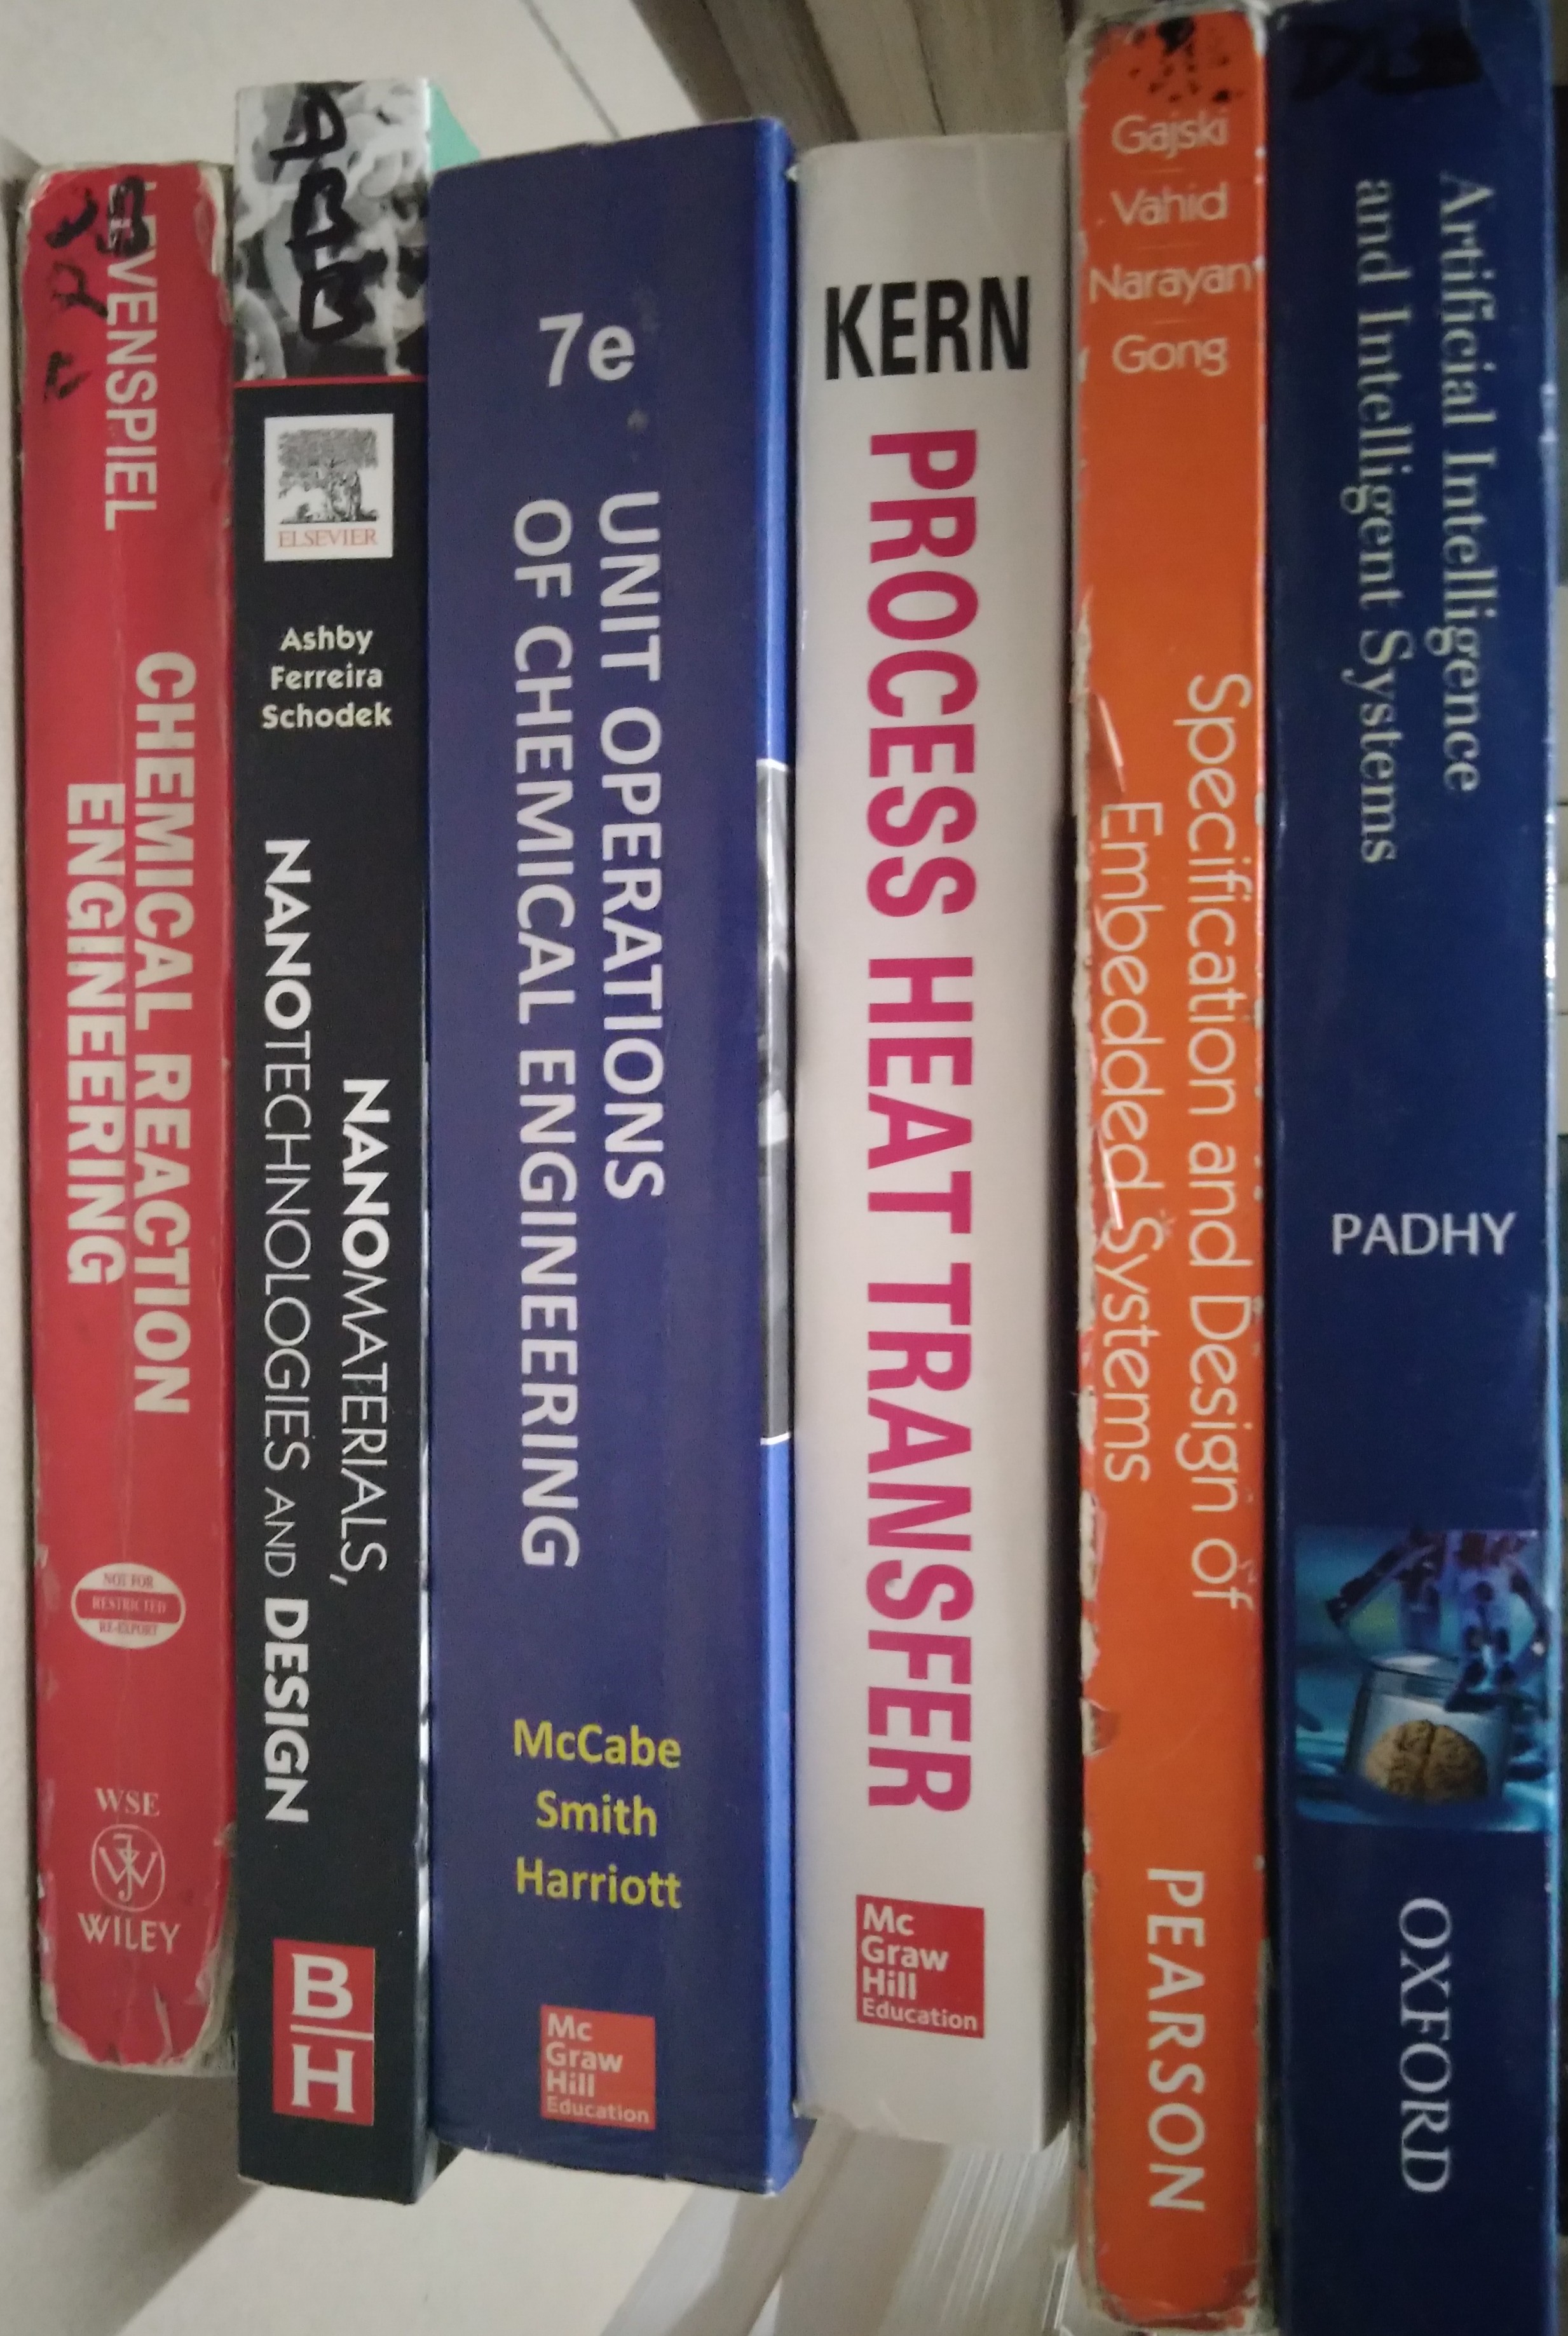 VENSPIEL
CHEMICAL REACTION
ENGINEERING
NOT FOR
RESTRICTED
RE-EXPORT
WSE
WILEY
ABB
ELSEVIER
Ashby
Ferreira
Schodek
NANOMATERIALS,
NANOTECHNOLOGIES AND DESIGN
B
H
7e
UNIT OPERATIONS
OF CHEMICAL ENGINEERING
McCabe
Smith
Harriott
Mc
Graw
Hill
Education
KERN
PROCESS HEAT TRANSFER
Mc
Graw
Hill
Education
Gajski
Vahid
Narayan
Gong
Specification and Design of
Embedded Systems
PEARSON
Artificial Intelligence
and Intelligent Systems
PADHY
OXFORD